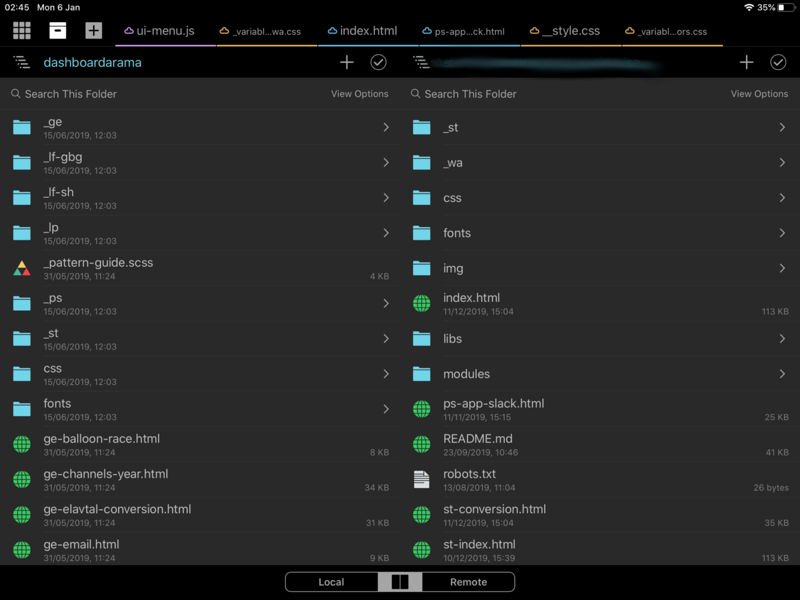 02:45 Mon 6 Jan 35%
ui-menu.js _variabl...wa.css index.html ps-app...ck.html __style.css _variabl...ors.css
dashboardarama
Search This Folder View Options
_ge
15/06/2019, 12:03
_lf-gbg
15/06/2019, 12:03
_lf-sh
15/06/2019, 12:03
_lp
15/06/2019, 12:03
_pattern-guide.scss
31/05/2019, 11:24 4 KB
_ps
15/06/2019, 12:03
_st
15/06/2019, 12:03
css
15/06/2019, 12:03
fonts
15/06/2019, 12:03
ge-balloon-race.html
31/05/2019, 11:24 8 KB
ge-channels-year.html
31/05/2019, 11:24 34 KB
ge-elavtal-conversion.html
31/05/2019, 11:24 31 KB
ge-email.html
31/05/2019, 11:24 9 KB
Search This Folder View Options
_st
_wa
css
fonts
img
index.html
11/12/2019, 15:04 113 KB
libs
modules
ps-app-slack.html
11/11/2019, 15:15 25 KB
README.md
23/09/2019, 10:46 41 KB
robots.txt
13/08/2019, 11:04 26 bytes
st-conversion.html
11/12/2019, 15:04 35 KB
st-index.html
10/12/2019, 15:39 113 KB
Local Remote